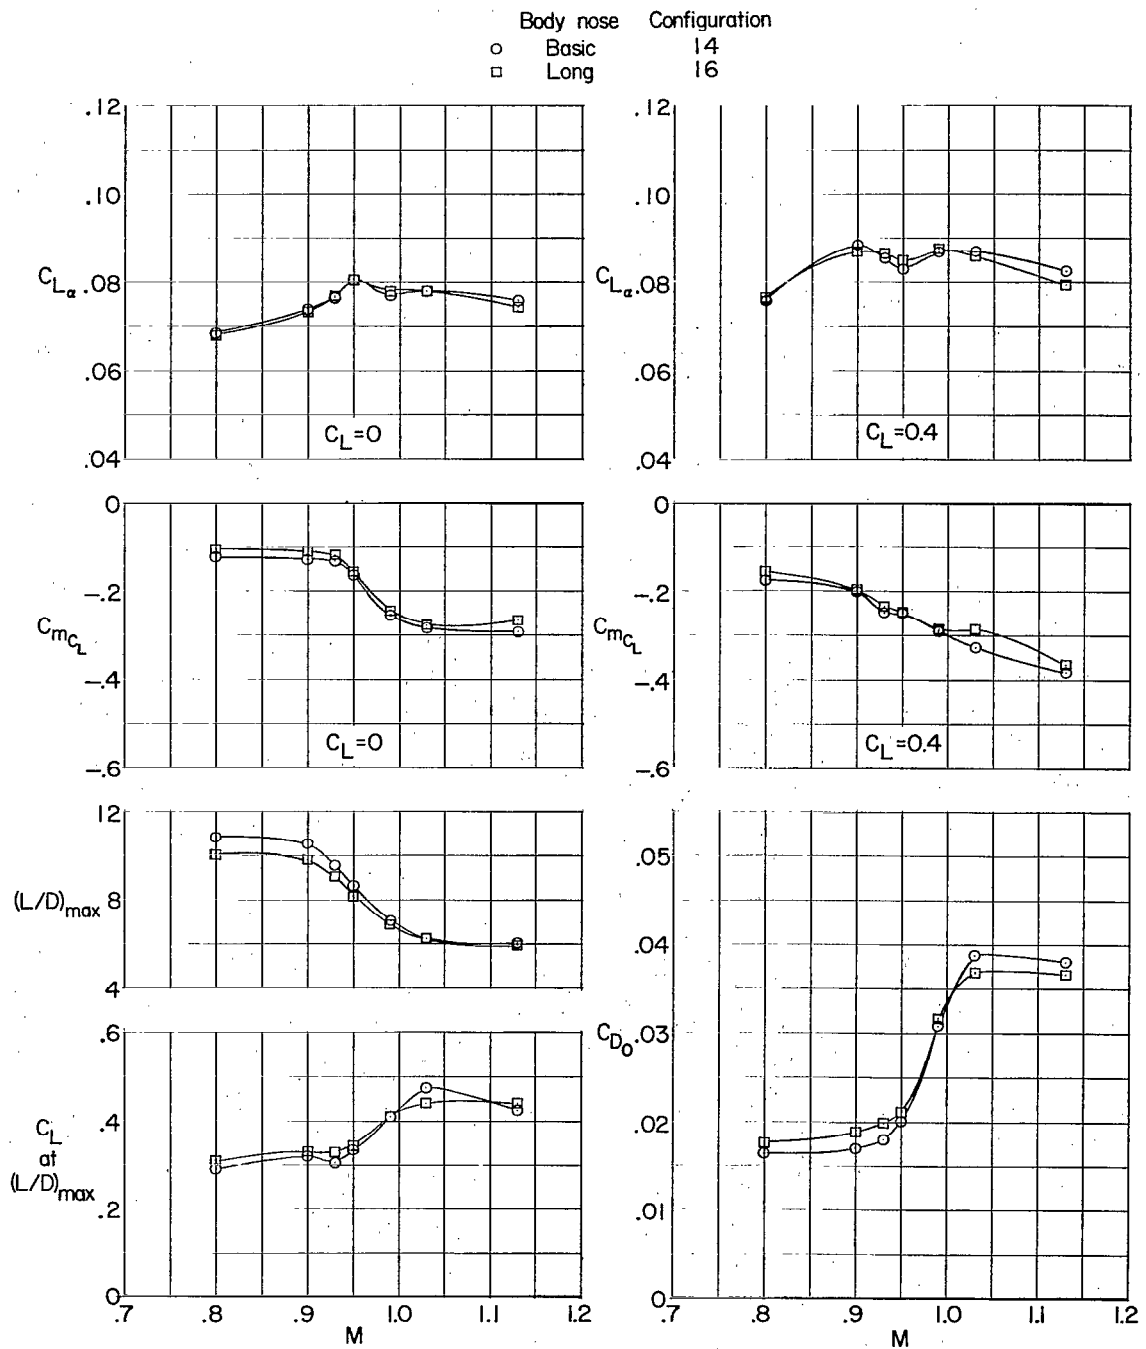 Body nose Configuration
Basic 14
Long 16
.12
.10
C_Lα .08
.06
.04
C_L=0
.12
.10
C_Lα .08
.06
.04
C_L=0.4
0
-.2
C_mC_L
-.4
-.6
C_L=0
0
-.2
C_mC_L
-.4
-.6
C_L=0.4
12
(L/D)max 8
4
.6
.4
C_L
at
(L/D)max
.2
0
.7 .8 .9 1.0 1.1 1.2
M
.05
.04
C_D0 .03
.02
.01
0
.7 .8 .9 1.0 1.1 1.2
M